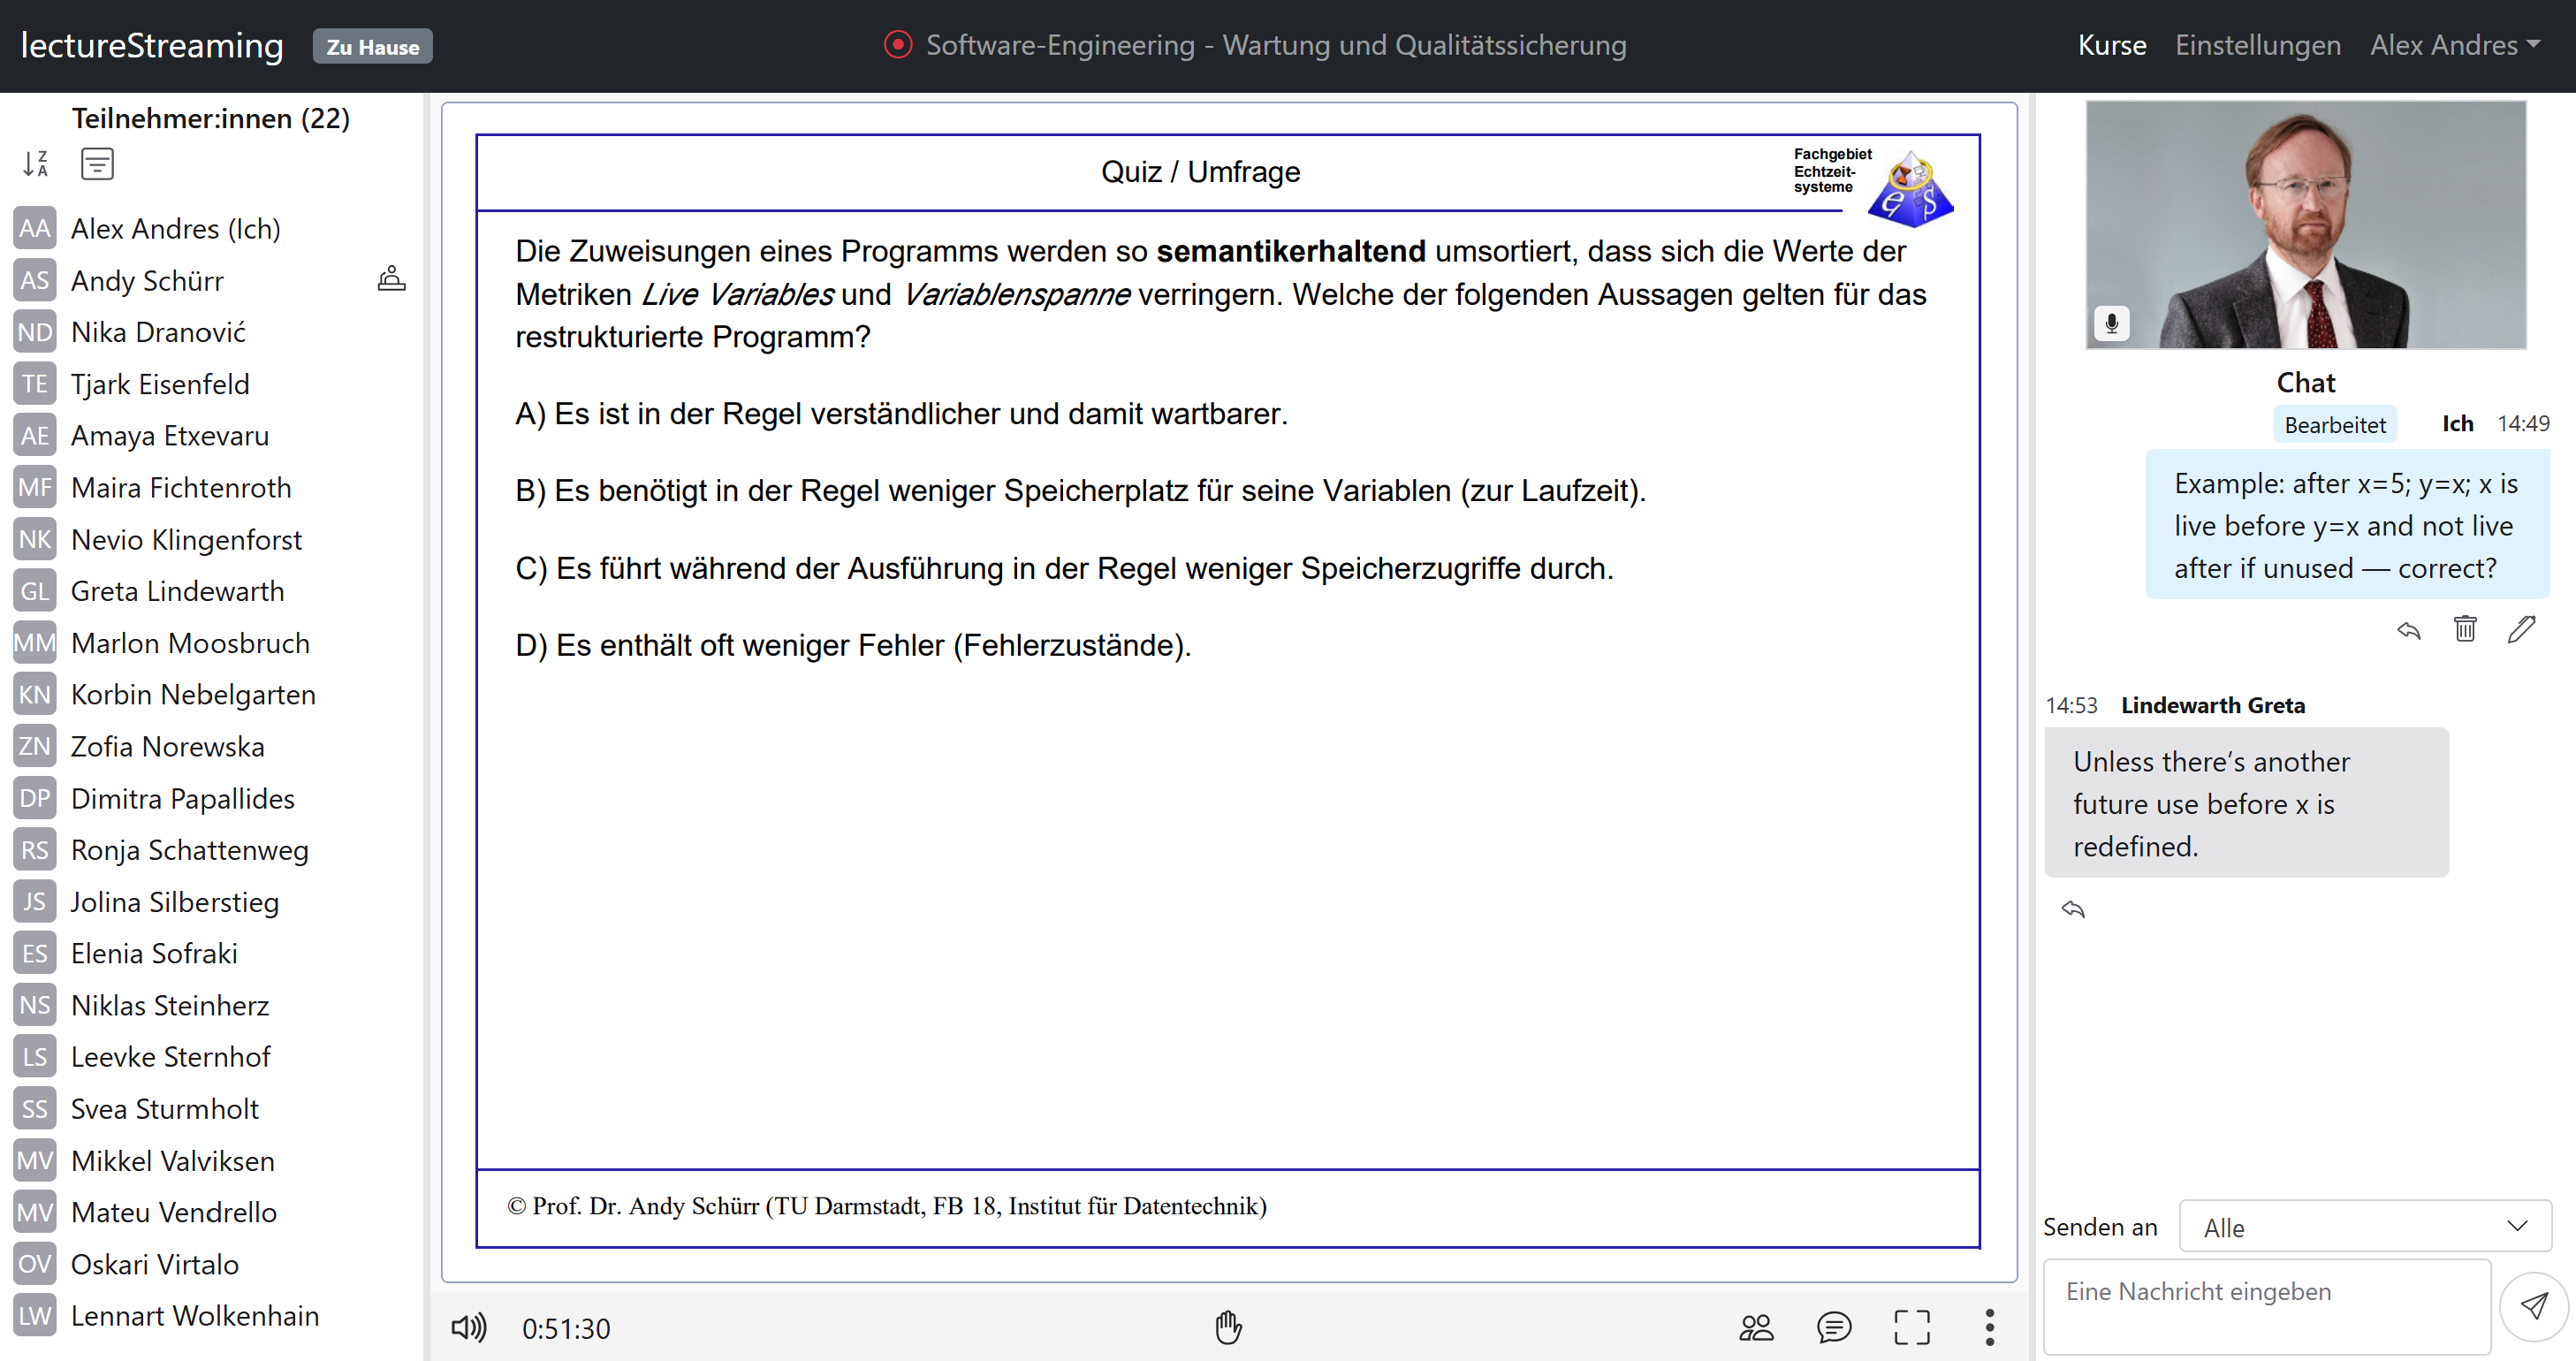 lectureStreaming
Zu Hause
Software-Engineering - Wartung und Qualitätssicherung
Kurse
Einstellungen
Alex Andres
Teilnehmer:innen (22)
Z
A
AA Alex Andres (Ich)
AS Andy Schürr
ND Nika Dranović
TE Tjark Eisenfeld
AE Amaya Etxevaru
MF Maira Fichtenroth
NK Nevio Klingenforst
GL Greta Lindewarth
MM Marlon Moosbruch
KN Korbin Nebelgarten
ZN Zofia Norewska
DP Dimitra Papallides
RS Ronja Schattenweg
JS Jolina Silberstieg
ES Elenia Sofraki
NS Niklas Steinherz
LS Leevke Sternhof
SS Svea Sturmholt
MV Mikkel Valviksen
MV Mateu Vendrello
OV Oskari Virtalo
LW Lennart Wolkenhain
Quiz / Umfrage
Fachgebiet
Echtzeit-
systeme
e s
Die Zuweisungen eines Programms werden so semantikerhaltend umsortiert, dass sich die Werte der
Metriken Live Variables und Variablenspanne verringern. Welche der folgenden Aussagen gelten für das
restrukturierte Programm?
A) Es ist in der Regel verständlicher und damit wartbarer.
B) Es benötigt in der Regel weniger Speicherplatz für seine Variablen (zur Laufzeit).
C) Es führt während der Ausführung in der Regel weniger Speicherzugriffe durch.
D) Es enthält oft weniger Fehler (Fehlerzustände).
© Prof. Dr. Andy Schürr (TU Darmstadt, FB 18, Institut für Datentechnik)
0:51:30
Chat
Bearbeitet Ich 14:49
Example: after x=5; y=x; x is
live before y=x and not live
after if unused — correct?
14:53 Lindewarth Greta
Unless there’s another
future use before x is
redefined.
Senden an Alle
Eine Nachricht eingeben